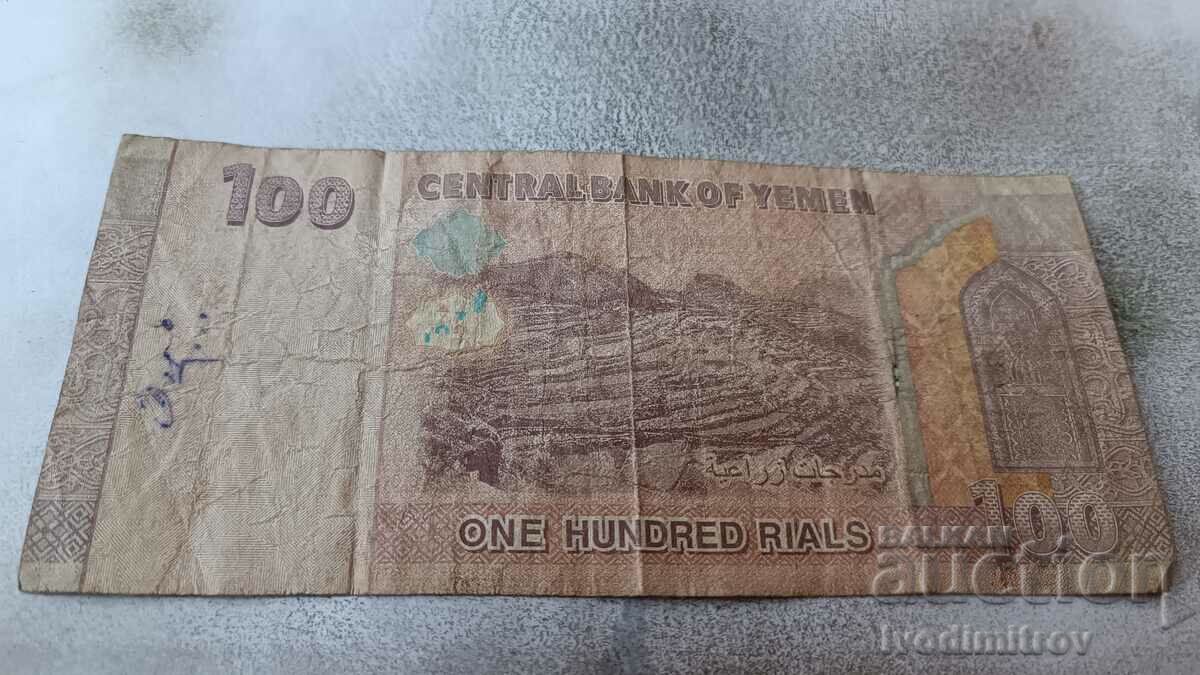 100
CENTRAL BANK OF YEMEN
مدرجات زراعية
ONE HUNDRED RIALS
100
BALKAN
auction
ivodimitrov